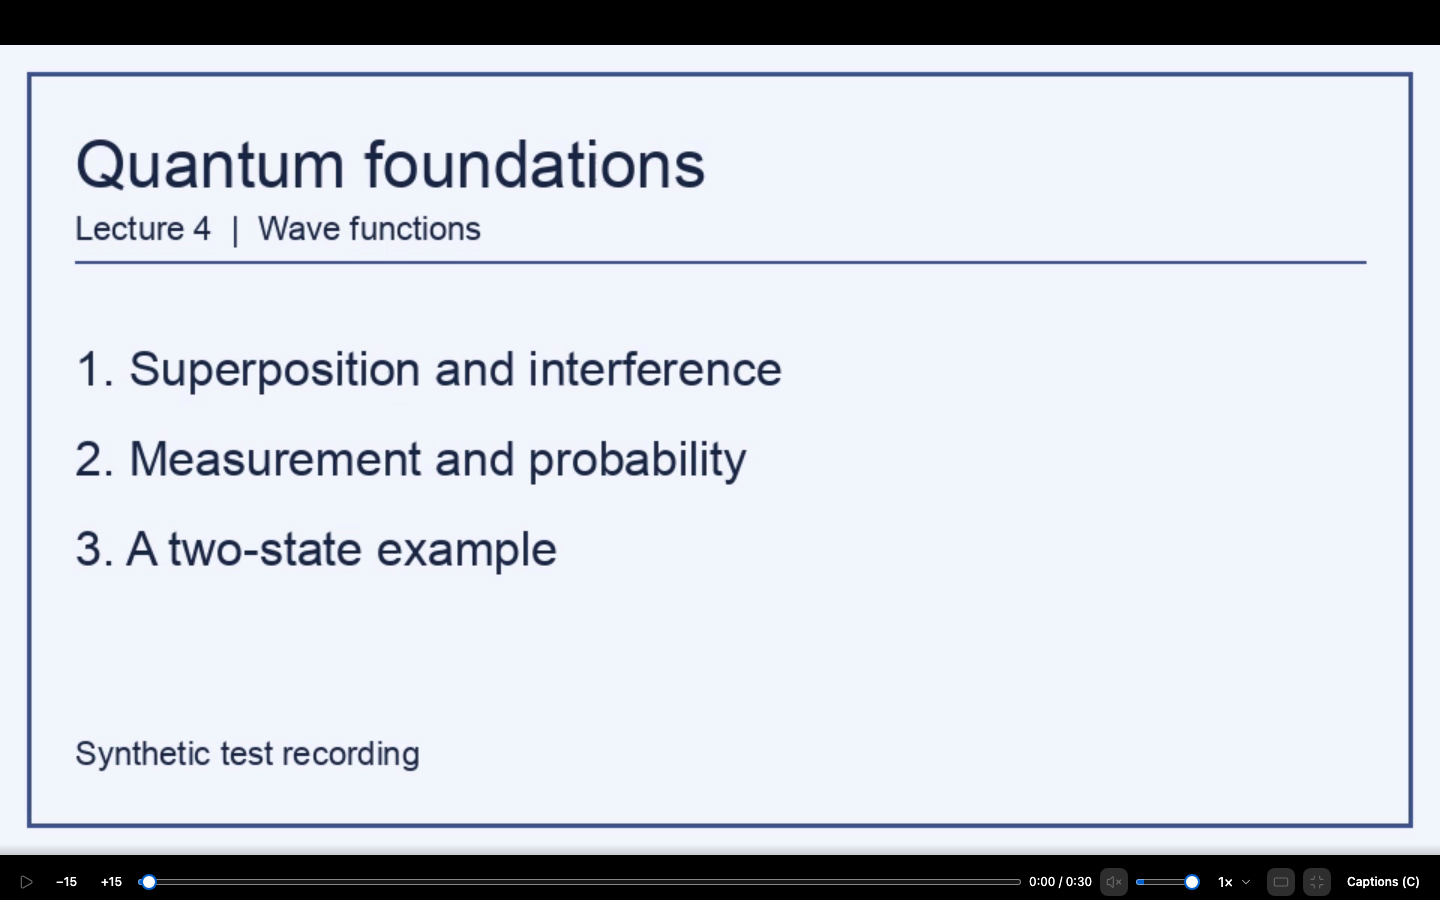 Quantum foundations
Lecture 4 | Wave functions
1. Superposition and interference
2. Measurement and probability
3. A two-state example
Synthetic test recording
−15 +15 0:00 / 0:30 1x Captions (C)